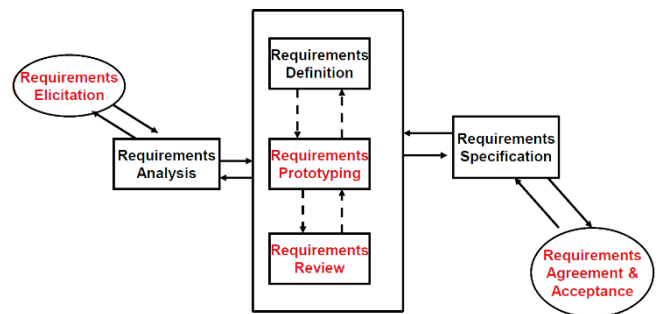 Requirements
Elicitation
Requirements
Analysis
Requirements
Definition
Requirements
Prototyping
Requirements
Review
Requirements
Specification
Requirements
Agreement &
Acceptance